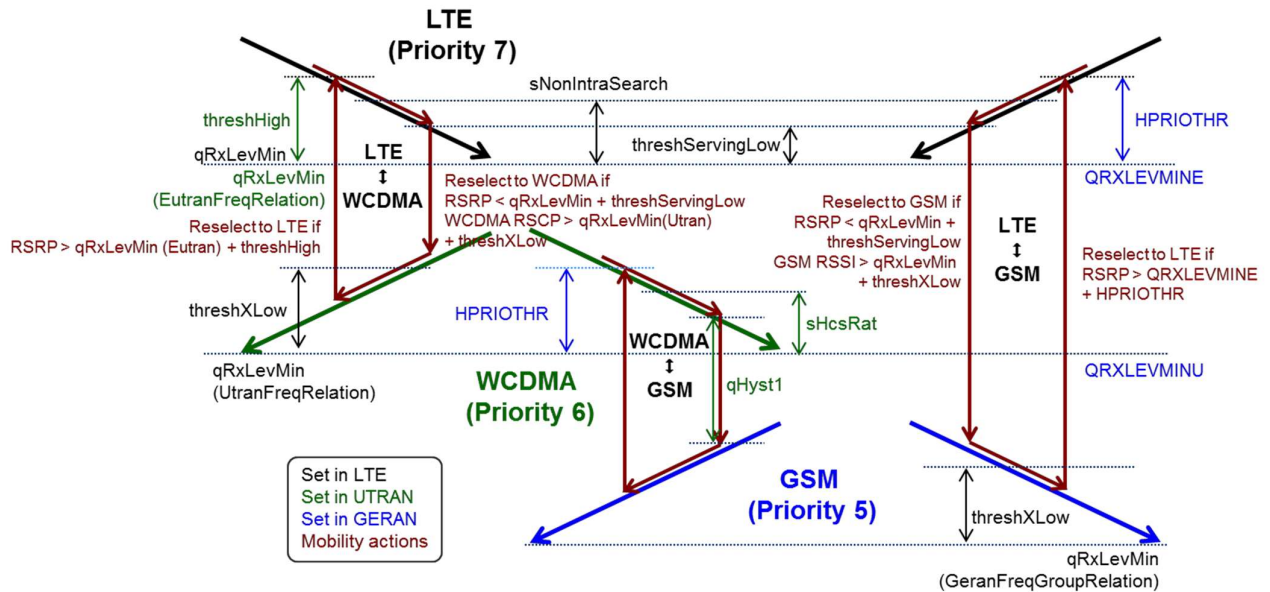 LTE
(Priority 7)
sNonIntraSearch
threshHigh
threshServingLow
HPRIOTHR
qRxLevMin
qRxLevMin
(EutranFreqRelation)
LTE
↕
WCDMA
Reselect to WCDMA if
RSRP < qRxLevMin + threshServingLow
WCDMA RSCP > qRxLevMin(Utran)
+ threshXLow
QRXLEVMINE
Reselect to LTE if
RSRP > qRxLevMin (Eutran) + threshHigh
Reselect to GSM if
RSRP < qRxLevMin +
threshServingLow
GSM RSSI > qRxLevMin
+ threshXLow
LTE
↕
GSM
Reselect to LTE if
RSRP > QRXLEVMINE
+ HPRIOTHR
threshXLow
HPRIOTHR
sHcsRat
WCDMA
↕
GSM
qRxLevMin
(UtranFreqRelation)
WCDMA
(Priority 6)
qHyst1
QRXLEVMINU
Set in LTE
Set in UTRAN
Set in GERAN
Mobility actions
GSM
(Priority 5)
threshXLow
qRxLevMin
(GeranFreqGroupRelation)